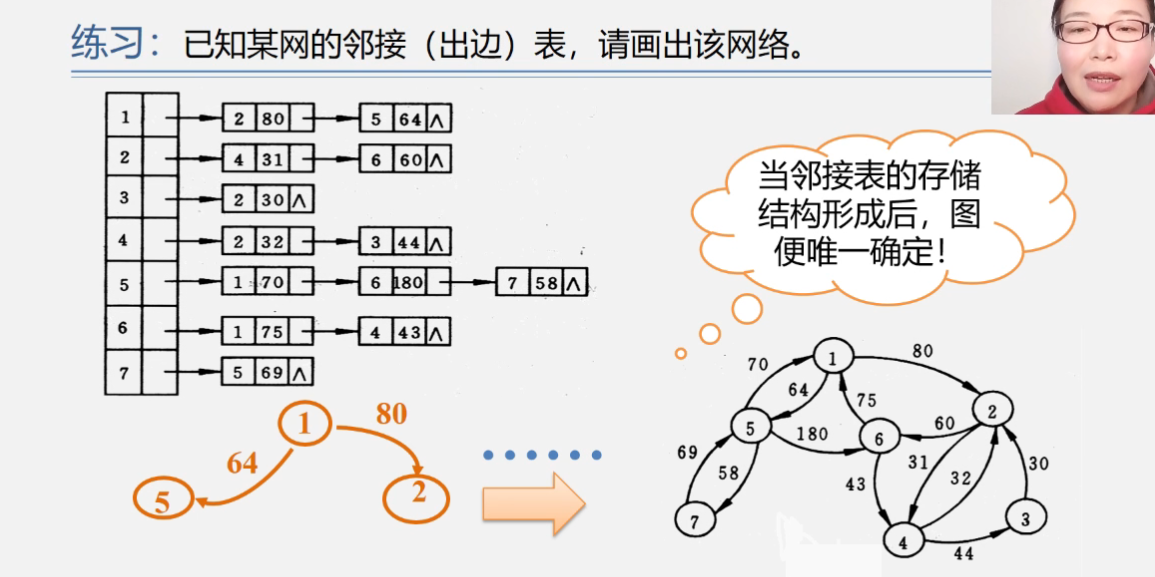 练习：已知某网的邻接（出边）表，请画出该网络。
1 2 80 5 64 ∧
2 4 31 6 60 ∧
3 2 30 ∧
4 2 32 3 44 ∧
5 1 70 6 180 7 58 ∧
6 1 75 4 43 ∧
7 5 69 ∧
当邻接表的存储
结构形成后，图
便唯一确定！
1 80
64
5 2
70 1 80
64 75 2
5 180 6 60
69 58 43 31 32 30
7 4 3
44